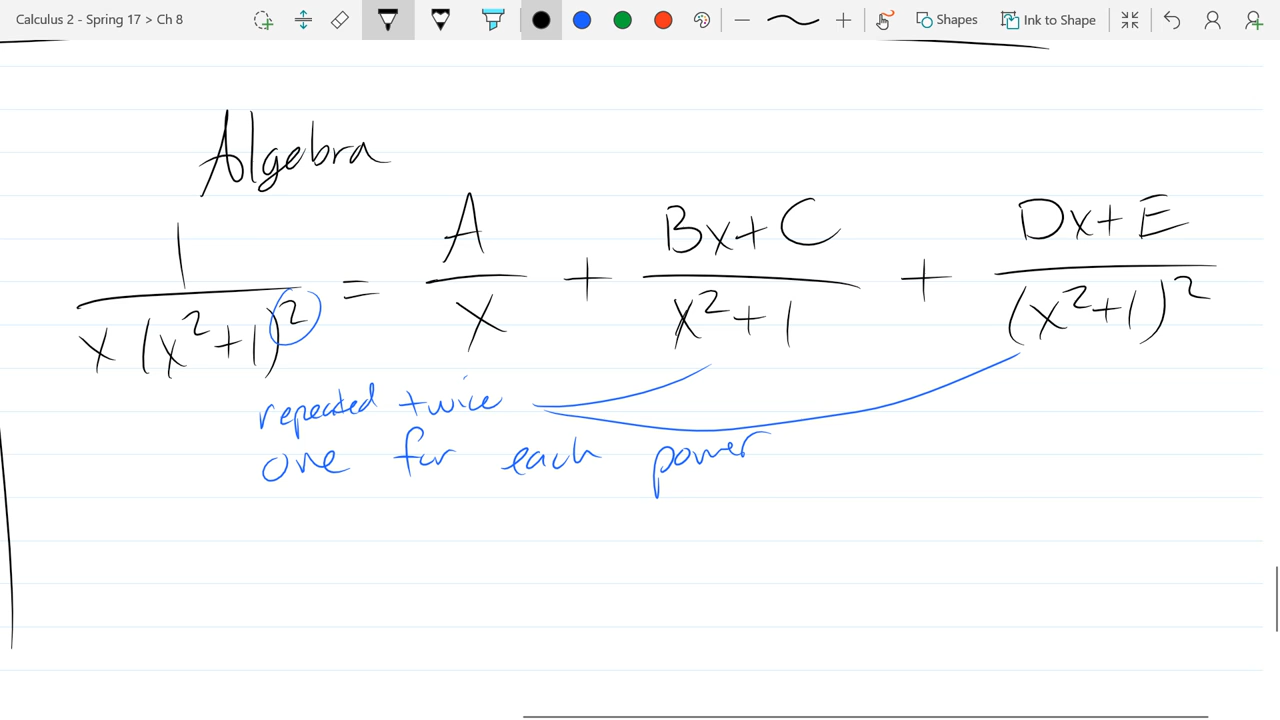 Calculus 2 - Spring 17 > Ch 8 Shapes Ink to Shape
Algebra
1/(x(x²+1)²) = A/x + (Bx+C)/(x²+1) + (Dx+E)/(x²+1)²
repeated twice
one for each power